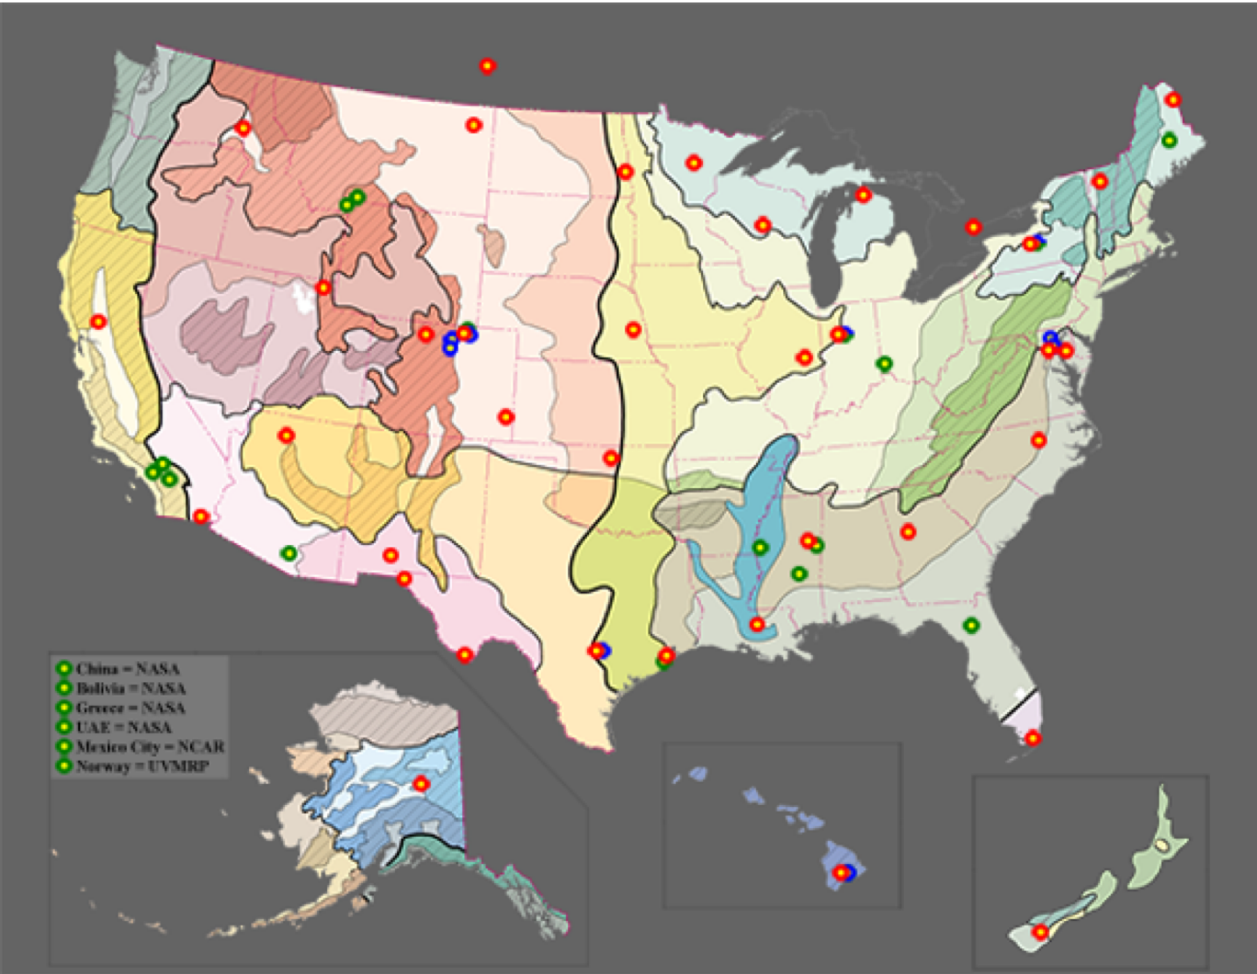 China = NASA
Bolivia = NASA
Greece = NASA
UAE = NASA
Mexico City = NCAR
Norway = UVMRP